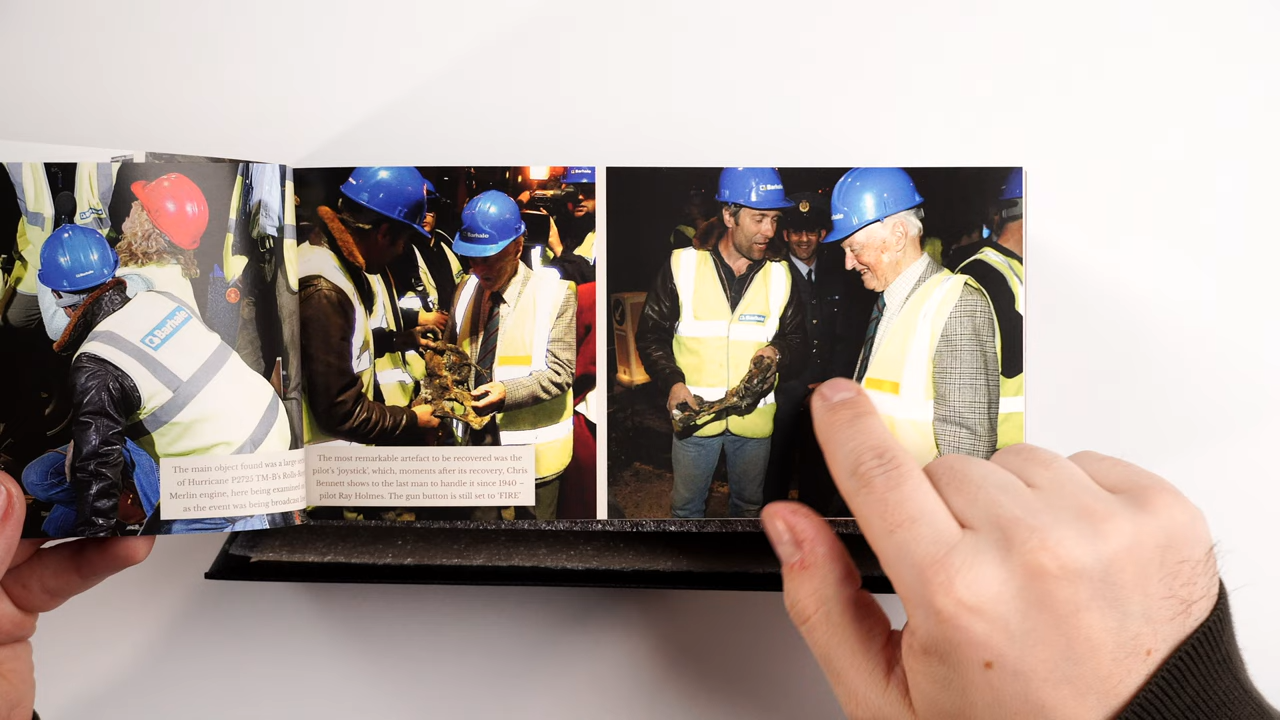 Barhale
The main object found was a large
of Hurricane P2723 TM-B's Rolls-
Merlin engine, here being examined
as the event was being broadcast
Barhale
Barhale
The most remarkable artefact to be recovered was the
pilot's 'joystick', which, moments after its recovery, Chris
Bennett shows to the last man to handle it since 1940 –
pilot Ray Holmes. The gun button is still set to 'FIRE'
Barhale
Barhale
Barhale